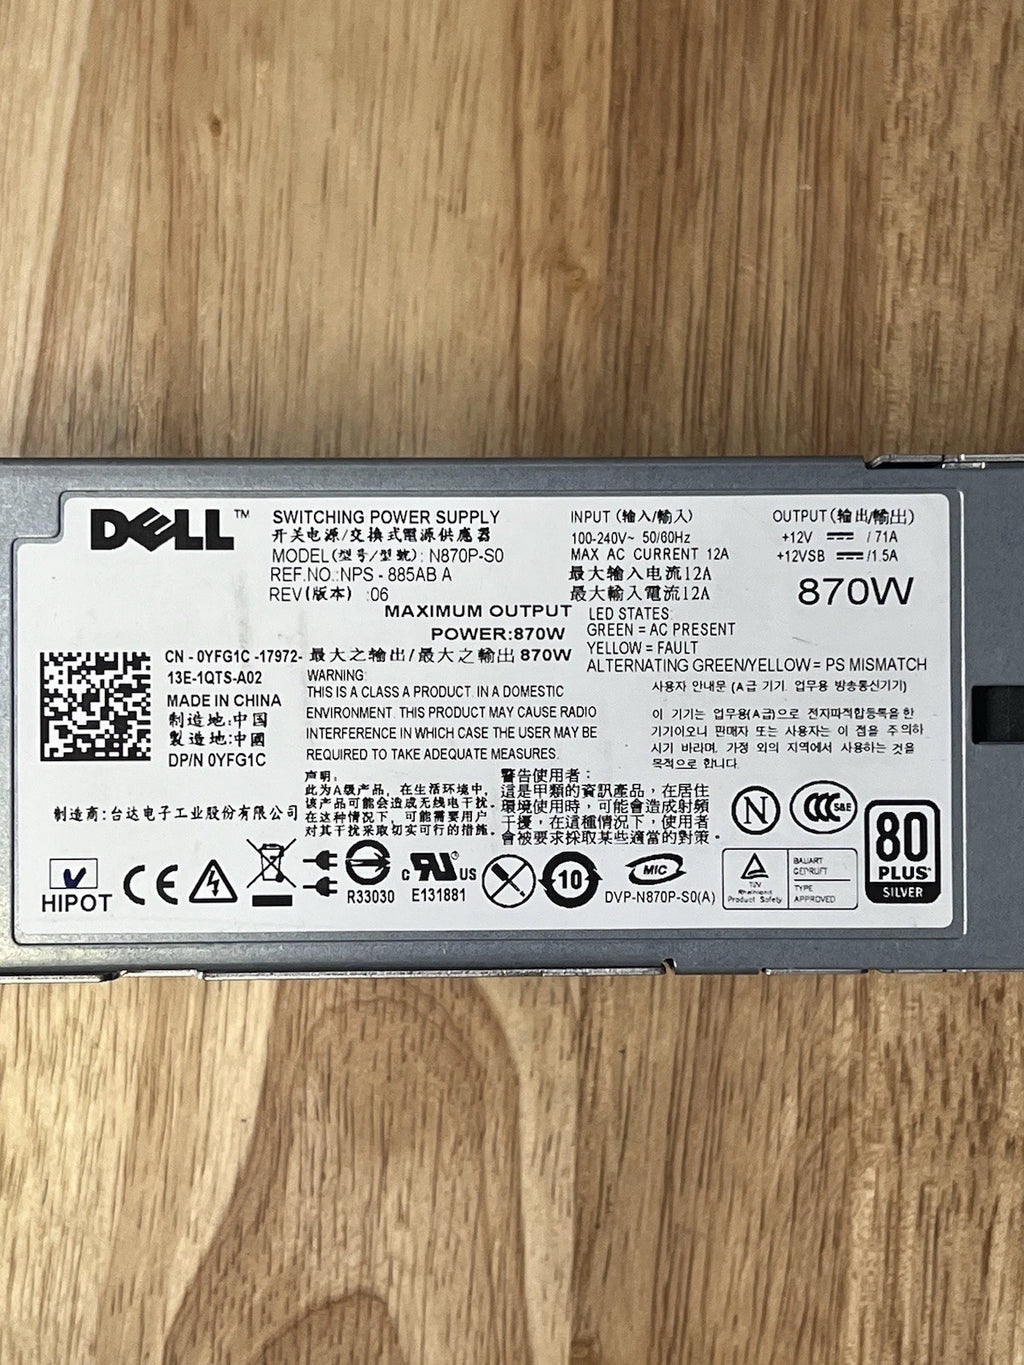 DELL™
SWITCHING POWER SUPPLY
开关电源/交換式電源供應器
MODEL(型号/型號): N870P-S0
REF.NO.:NPS - 885AB A
REV(版本) :06
INPUT (输入/輸入)
100-240V~ 50/60Hz
MAX AC CURRENT 12A
最大输入电流12A
最大輸入電流12A
OUTPUT (输出/輸出)
+12V ⎓ / 71A
+12VSB ⎓ / 1.5A
870W
MAXIMUM OUTPUT
POWER:870W
最大之输出/最大之輸出 870W
LED STATES:
GREEN = AC PRESENT
YELLOW = FAULT
ALTERNATING GREEN/YELLOW = PS MISMATCH
CN - 0YFG1C -17972-
13E-1QTS-A02
MADE IN CHINA
制造地:中国
製造地:中國
DP/N 0YFG1C
WARNING:
THIS IS A CLASS A PRODUCT. IN A DOMESTIC
ENVIRONMENT. THIS PRODUCT MAY CAUSE RADIO
INTERFERENCE IN WHICH CASE THE USER MAY BE
REQUIRED TO TAKE ADEQUATE MEASURES.
사용자 안내문 (A급 기기. 업무용 방송통신기기)
이 기기는 업무용(A급)으로 전자파적합등록을 한
기기이오니 판매자 또는 사용자는 이 점을 주의하
시기 바라며, 가정 외의 지역에서 사용하는 것을
목적으로 합니다.
制造商:台达电子工业股份有限公司
声明:
此为A级产品, 在生活环境中,
该产品可能会造成无线电干扰。
在这种情况下, 可能需要用户
对其干扰采取切实可行的措施。
警告使用者:
這是甲類的資訊產品, 在居住
環境使用時, 可能會造成射頻
干擾, 在這種情況下, 使用者
會被要求採取某些適當的對策。
N
CCC S&E
80
PLUS®
SILVER
HIPOT
CE
R33030
c UR® US
E131881
10
MIC
DVP-N870P-S0(A)
TÜV
Rheinland
Product Safety
BAUART
GEPRUFT
TYPE
APPROVED